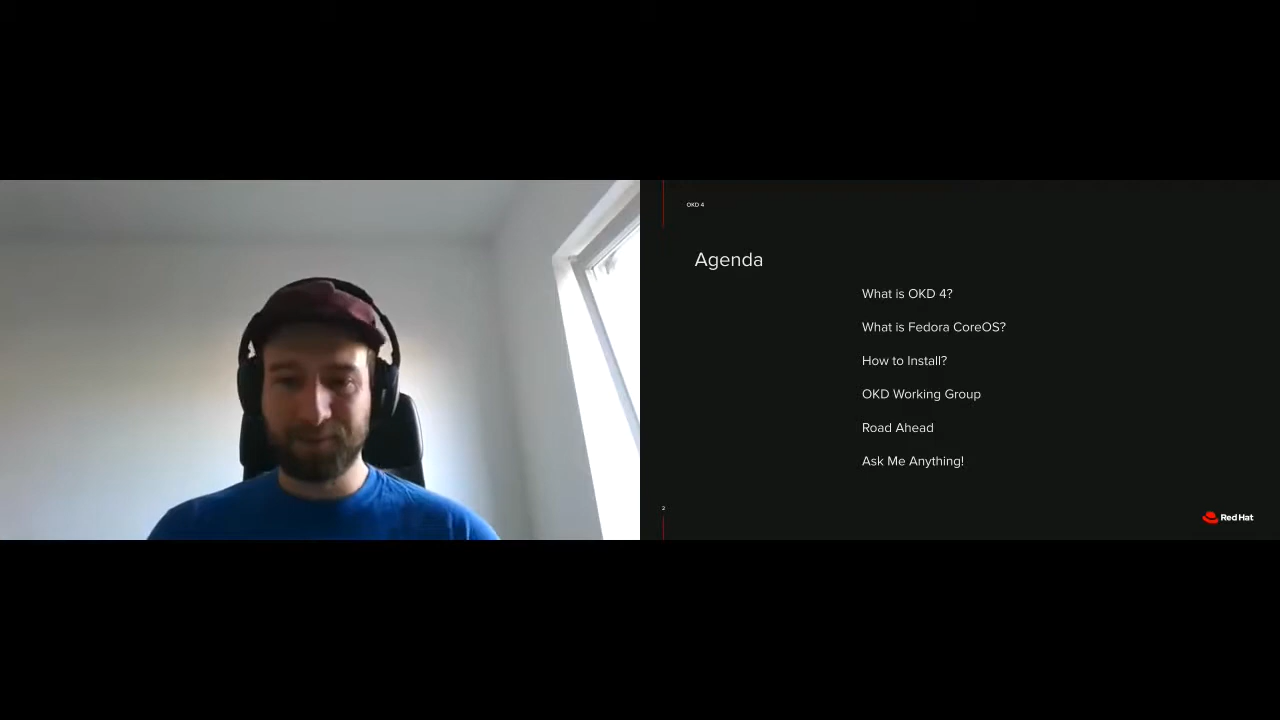 OKD 4
Agenda
What is OKD 4?
What is Fedora CoreOS?
How to Install?
OKD Working Group
Road Ahead
Ask Me Anything!
2
Red Hat